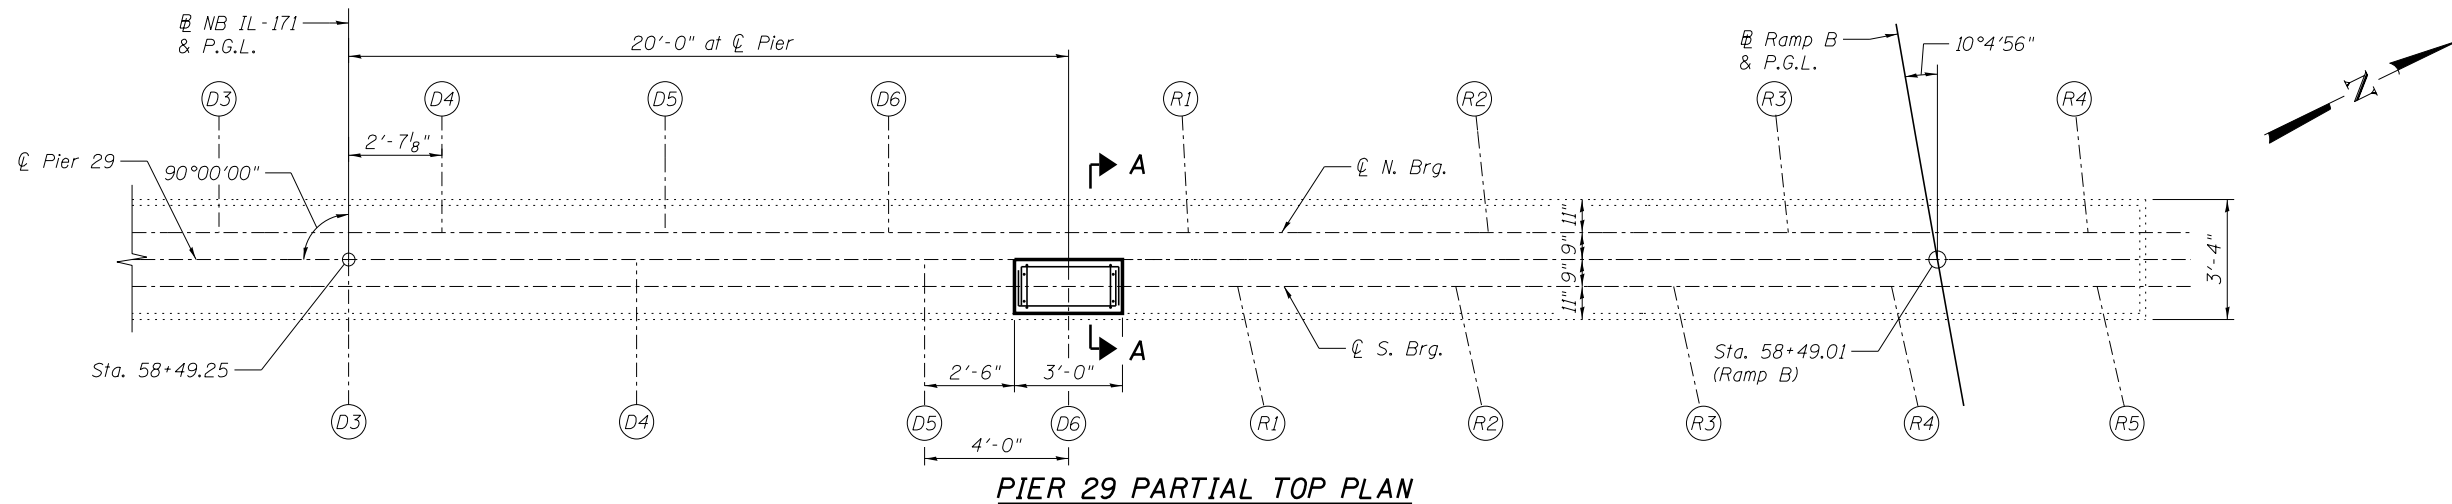 ℄ NB IL-171
& P.G.L.
20'-0" at ℄ Pier
℄ Ramp B
& P.G.L.
10°4'56"
N
D3
D4
D5
D6
R1
R2
R3
R4
2'-7⅛"
℄ Pier 29
90°00'00"
A
℄ N. Brg.
11"
9"
9"
11"
3'-4"
Sta. 58+49.25
A
℄ S. Brg.
Sta. 58+49.01
(Ramp B)
2'-6"
3'-0"
D3
D4
D5
D6
R1
R2
R3
R4
R5
4'-0"
PIER 29 PARTIAL TOP PLAN